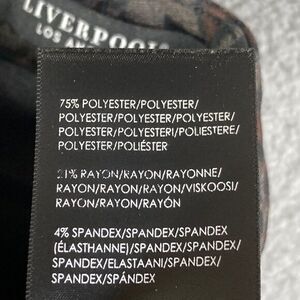 LIVERPOOL
LOS
75% POLYESTER/POLYESTER/
POLYESTER/POLYESTER/POLYESTER/
POLYESTER/POLYESTERI/POLIESTERE/
POLYESTER/POLIÉSTER
21% RAYON/RAYON/RAYONNE/
RAYON/RAYON/RAYON/VISKOOSI/
RAYON/RAYON/RAYÓN
4% SPANDEX/SPANDEX/SPANDEX
(ÉLASTHANNE)/SPANDEX/SPANDEX/
SPANDEX/ELASTAANI/SPANDEX/
SPANDEX/SPÁNDEX